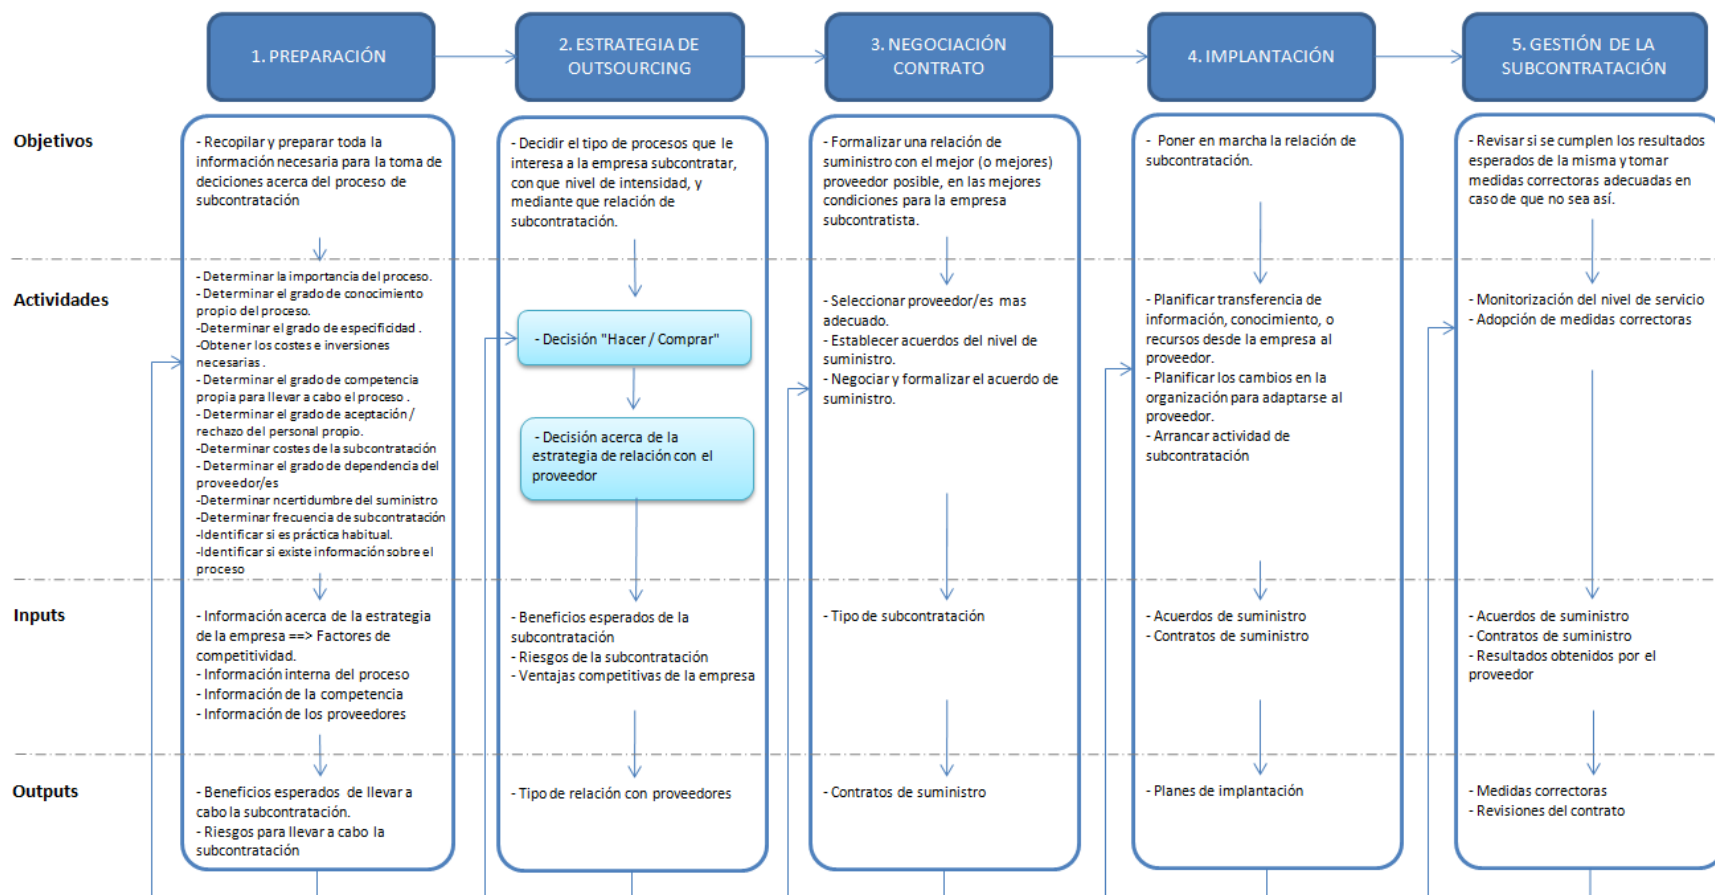 1. PREPARACIÓN
2. ESTRATEGIA DE
OUTSOURCING
3. NEGOCIACIÓN
CONTRATO
4. IMPLANTACIÓN
5. GESTIÓN DE LA
SUBCONTRATACIÓN
Objetivos
- Recopilar y preparar toda la
información necesaria para la toma de
deciciones acerca del proceso de
subcontratación
- Decidir el tipo de procesos que le
interesa a la empresa subcontratar,
con que nivel de intensidad, y
mediante que relación de
subcontratación.
- Formalizar una relación de
suministro con el mejor (o mejores)
proveedor posible, en las mejores
condiciones para la empresa
subcontratista.
- Poner en marcha la relación de
subcontratación.
- Revisar si se cumplen los resultados
esperados de la misma y tomar
medidas correctoras adecuadas en
caso de que no sea así.
Actividades
- Determinar la importancia del proceso.
- Determinar el grado de conocimiento
propio del proceso.
-Determinar el grado de especificidad .
-Obtener los costes e inversiones
necesarias .
- Determinar el grado de competencia
propia para llevar a cabo el proceso .
- Determinar el grado de aceptación /
rechazo del personal propio.
- Determinar costes de la subcontratación
- Determinar el grado de dependencia del
proveedor/es
-Determinar ncertidumbre del suministro
-Determinar frecuencia de subcontratación
-Identificar si es práctica habitual.
-Identificar si existe información sobre el
proceso
- Decisión "Hacer / Comprar"
- Decisión acerca de la
estrategia de relación con el
proveedor
- Seleccionar proveedor/es mas
adecuado.
- Establecer acuerdos del nivel de
suministro.
- Negociar y formalizar el acuerdo de
suministro.
- Planificar transferencia de
información, conocimiento, o
recursos desde la empresa al
proveedor.
- Planificar los cambios en la
organización para adaptarse al
proveedor.
- Arrancar actividad de
subcontratación
- Monitorización del nivel de servicio
- Adopción de medidas correctoras
Inputs
- Información acerca de la estrategia
de la empresa ==> Factores de
competitividad.
- Información interna del proceso
- Información de la competencia
- Información de los proveedores
- Beneficios esperados de la
subcontratación
- Riesgos de la subcontratación
- Ventajas competitivas de la empresa
- Tipo de subcontratación
- Acuerdos de suministro
- Contratos de suministro
- Acuerdos de suministro
- Contratos de suministro
- Resultados obtenidos por el
proveedor
Outputs
- Beneficios esperados de llevar a
cabo la subcontratación.
- Riesgos para llevar a cabo la
subcontratación
- Tipo de relación con proveedores
- Contratos de suministro
- Planes de implantación
- Medidas correctoras
- Revisiones del contrato